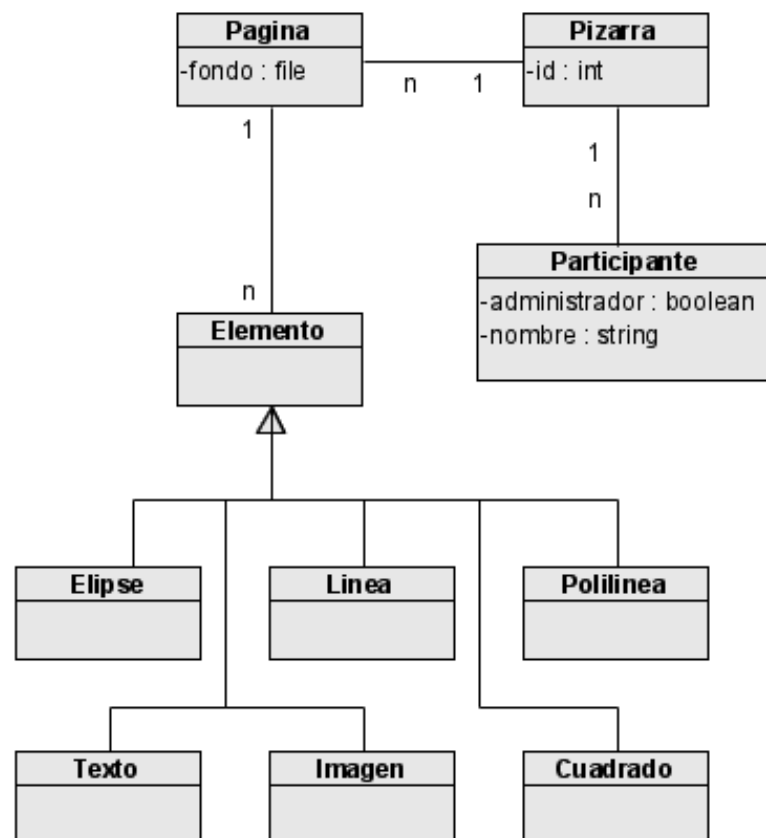 Pagina
-fondo : file
Pizarra
-id : int
n
1
1
1
n
Participante
-administrador : boolean
-nombre : string
n
Elemento
Elipse
Linea
Polilinea
Texto
Imagen
Cuadrado